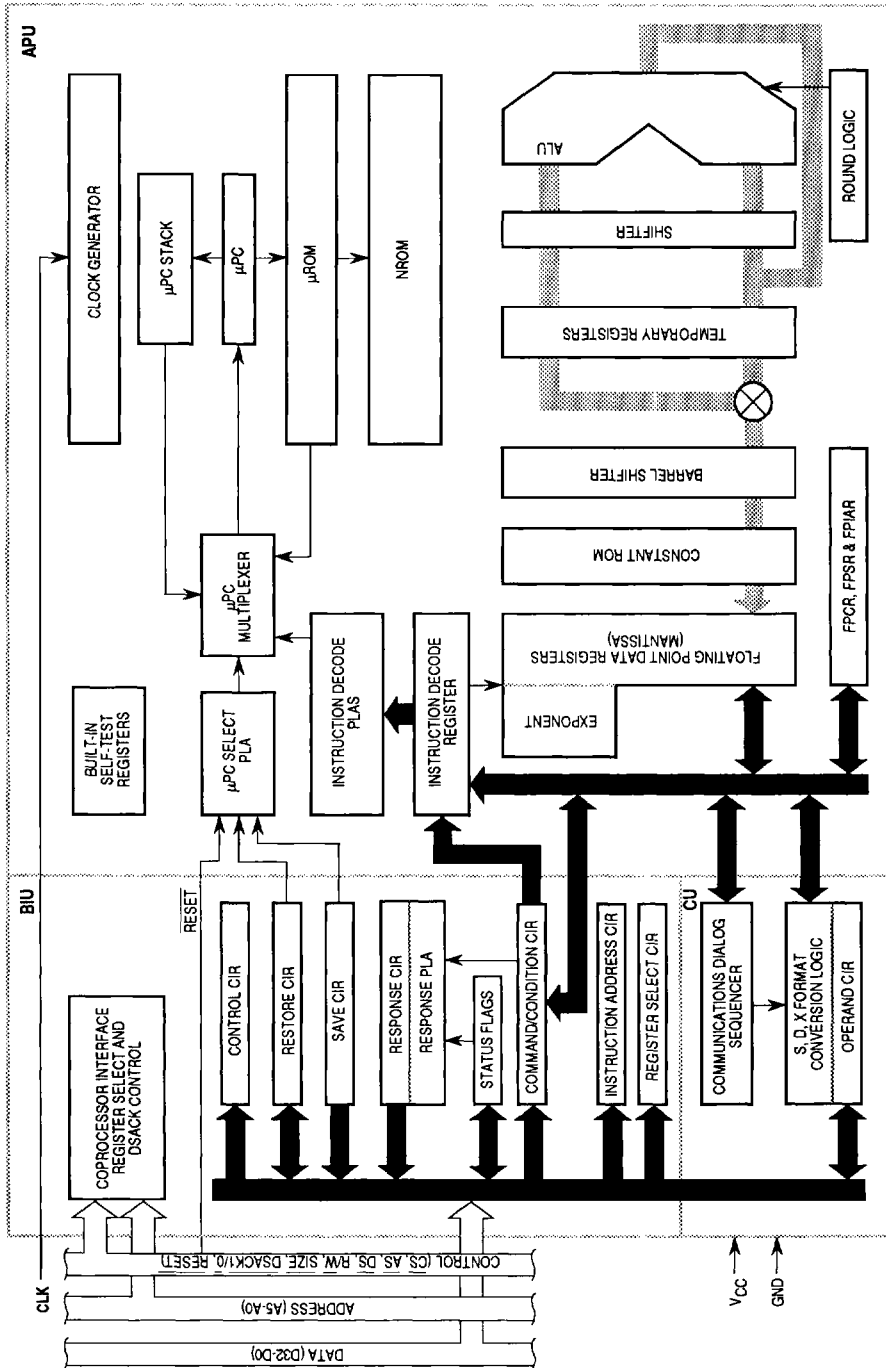 APU
BIU
CU
CLOCK GENERATOR
µPC STACK
µPC
µROM
NROM
µPC
MULTIPLEXER
BUILT-IN
SELF-TEST
REGISTERS
µPC SELECT
PLA
INSTRUCTION DECODE
PLAS
INSTRUCTION DECODE
REGISTER
ALU
SHIFTER
TEMPORARY REGISTERS
BARREL SHIFTER
CONSTANT ROM
FLOATING POINT DATA REGISTERS
(MANTISSA)
EXPONENT
ROUND LOGIC
FPCR, FPSR & FPIAR
COPROCESSOR INTERFACE
REGISTER SELECT AND
DSACK CONTROL
RESET
CONTROL CIR
RESTORE CIR
SAVE CIR
RESPONSE CIR
RESPONSE PLA
STATUS FLAGS
COMMAND/CONDITION CIR
INSTRUCTION ADDRESS CIR
REGISTER SELECT CIR
COMMUNICATIONS DIALOG
SEQUENCER
S, D, X FORMAT
CONVERSION LOGIC
OPERAND CIR
CLK
CONTROL (CS, AS, DS, R/W, SIZE, DSACK1/0, RESET)
ADDRESS (A5-A0)
DATA (D32-D0)
VCC
GND